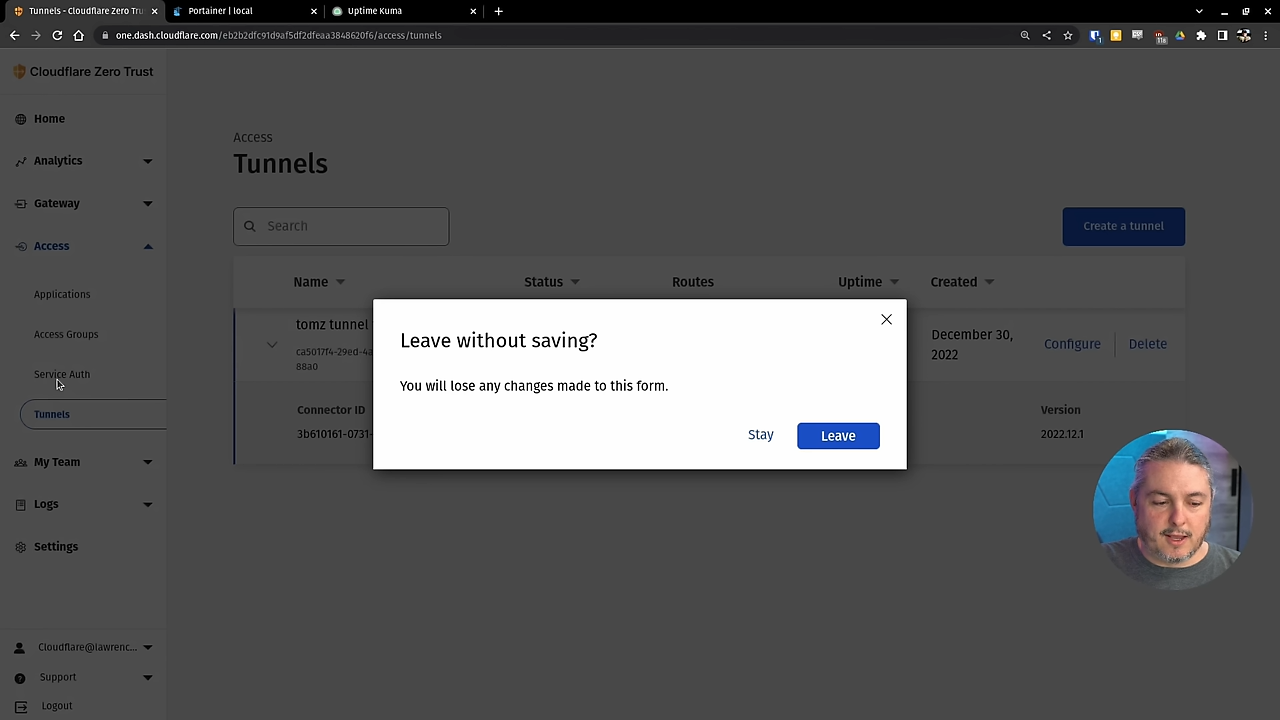 Tunnels - Cloudflare Zero Tru
Portainer | local
Uptime Kuma
one.dash.cloudflare.com/eb2b2dfc91d9af5df2dfeaa3848620f6/access/tunnels
Cloudflare Zero Trust
Home
Analytics
Gateway
Access
Applications
Access Groups
Service Auth
Tunnels
My Team
Logs
Settings
Cloudflare@lawrenc...
Support
Logout
Access
Tunnels
Search
Create a tunnel
Name
Status
Routes
Uptime
Created
tomz tunnel
ca5017f4-29ed-4a
88a0
December 30,
2022
Configure
Delete
Connector ID
Version
3b610161-0731-
2022.12.1
Leave without saving?
You will lose any changes made to this form.
Stay
Leave